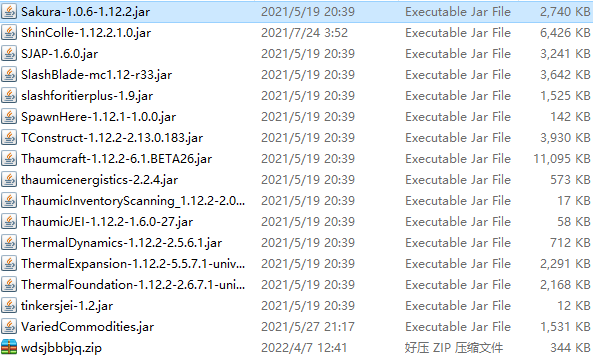 Sakura-1.0.6-1.12.2.jar 2021/5/19 20:39 Executable Jar File 2,740 KB
ShinColle-1.12.2.1.0.jar 2021/7/24 3:52 Executable Jar File 6,426 KB
SJAP-1.6.0.jar 2021/5/19 20:39 Executable Jar File 3,241 KB
SlashBlade-mc1.12-r33.jar 2021/5/19 20:39 Executable Jar File 3,642 KB
slashforitierplus-1.9.jar 2021/5/19 20:39 Executable Jar File 1,525 KB
SpawnHere-1.12.1-1.0.0.jar 2021/5/19 20:39 Executable Jar File 142 KB
TConstruct-1.12.2-2.13.0.183.jar 2021/5/19 20:39 Executable Jar File 3,930 KB
Thaumcraft-1.12.2-6.1.BETA26.jar 2021/5/19 20:39 Executable Jar File 11,095 KB
thaumicenergistics-2.2.4.jar 2021/5/19 20:39 Executable Jar File 573 KB
ThaumicInventoryScanning_1.12.2-2.0... 2021/5/19 20:39 Executable Jar File 17 KB
ThaumicJEI-1.12.2-1.6.0-27.jar 2021/5/19 20:39 Executable Jar File 58 KB
ThermalDynamics-1.12.2-2.5.6.1.jar 2021/5/19 20:39 Executable Jar File 712 KB
ThermalExpansion-1.12.2-5.5.7.1-univ... 2021/5/19 20:39 Executable Jar File 2,291 KB
ThermalFoundation-1.12.2-2.6.7.1-uni... 2021/5/19 20:39 Executable Jar File 2,168 KB
tinkersjei-1.2.jar 2021/5/19 20:39 Executable Jar File 12 KB
VariedCommodities.jar 2021/5/27 21:17 Executable Jar File 1,531 KB
wdsjbbbjq.zip 2022/4/7 12:41 好压 ZIP 压缩文件 344 KB